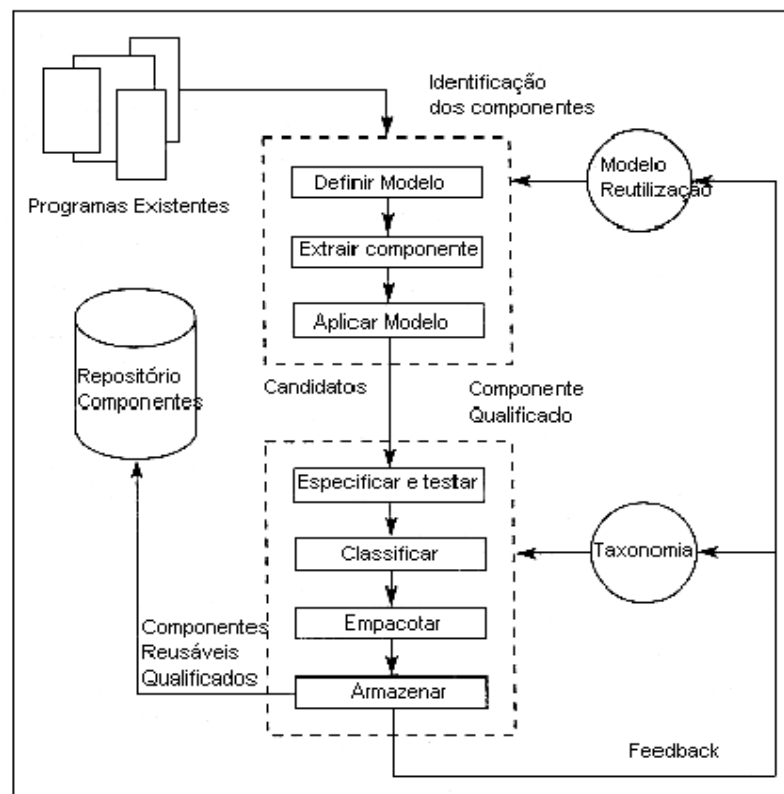 Identificação
dos componentes
Programas Existentes
Definir Modelo
Extrair componente
Aplicar Modelo
Modelo
Reutilização
Repositório
Componentes
Candidatos
Componente
Qualificado
Especificar e testar
Classificar
Empacotar
Armazenar
Taxonomia
Componentes
Reusáveis
Qualificados
Feedback